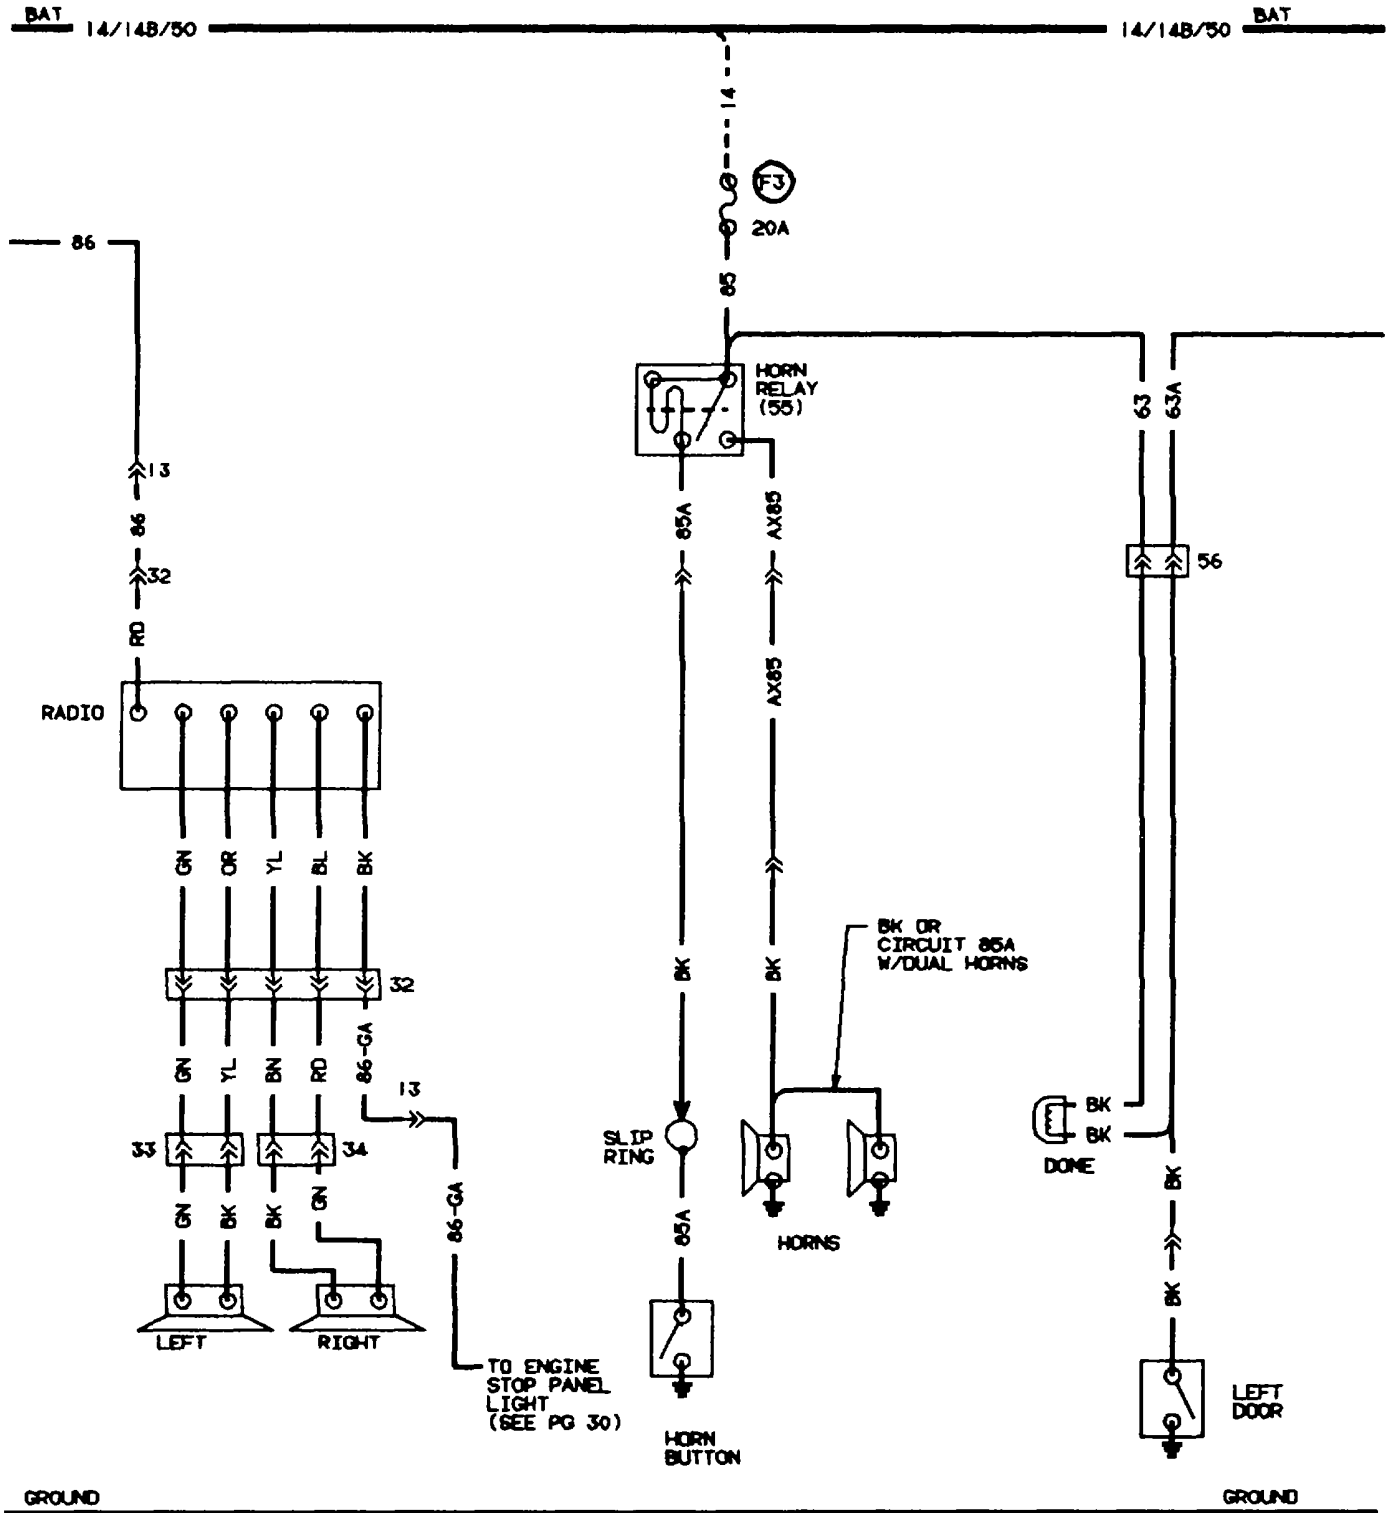 BAT
14/14B/50
BAT
14/14B/50
14
F3
20A
86
85
HORN
RELAY
(55)
63
63A
13
86
32
RD
85A
AX85
56
AX85
RADIO
GN
OR
YL
BL
BK
BK
BK
BK OR
CIRCUIT 85A
W/DUAL HORNS
32
GN
YL
BN
RD
86-GA
13
33
34
SLIP
RING
BK
BK
DOME
GN
BK
BK
GN
86-GA
85A
HORNS
BK
BK
LEFT
RIGHT
TO ENGINE
STOP PANEL
LIGHT
(SEE PG 30)
HORN
BUTTON
LEFT
DOOR
GROUND
GROUND